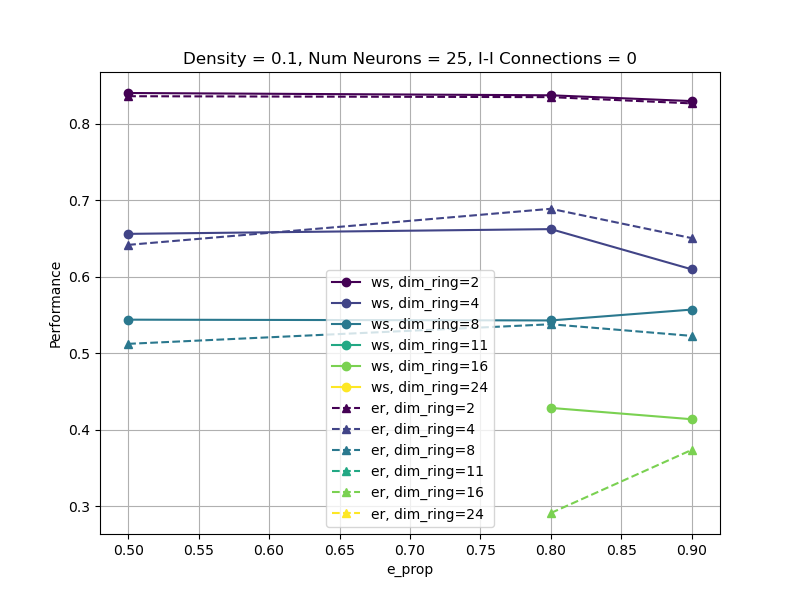 Density = 0.1, Num Neurons = 25, I-I Connections = 0
Performance
0.8
0.7
0.6
0.5
0.4
0.3
ws, dim_ring=2
ws, dim_ring=4
ws, dim_ring=8
ws, dim_ring=11
ws, dim_ring=16
ws, dim_ring=24
er, dim_ring=2
er, dim_ring=4
er, dim_ring=8
er, dim_ring=11
er, dim_ring=16
er, dim_ring=24
0.50 0.55 0.60 0.65 0.70 0.75 0.80 0.85 0.90
e_prop